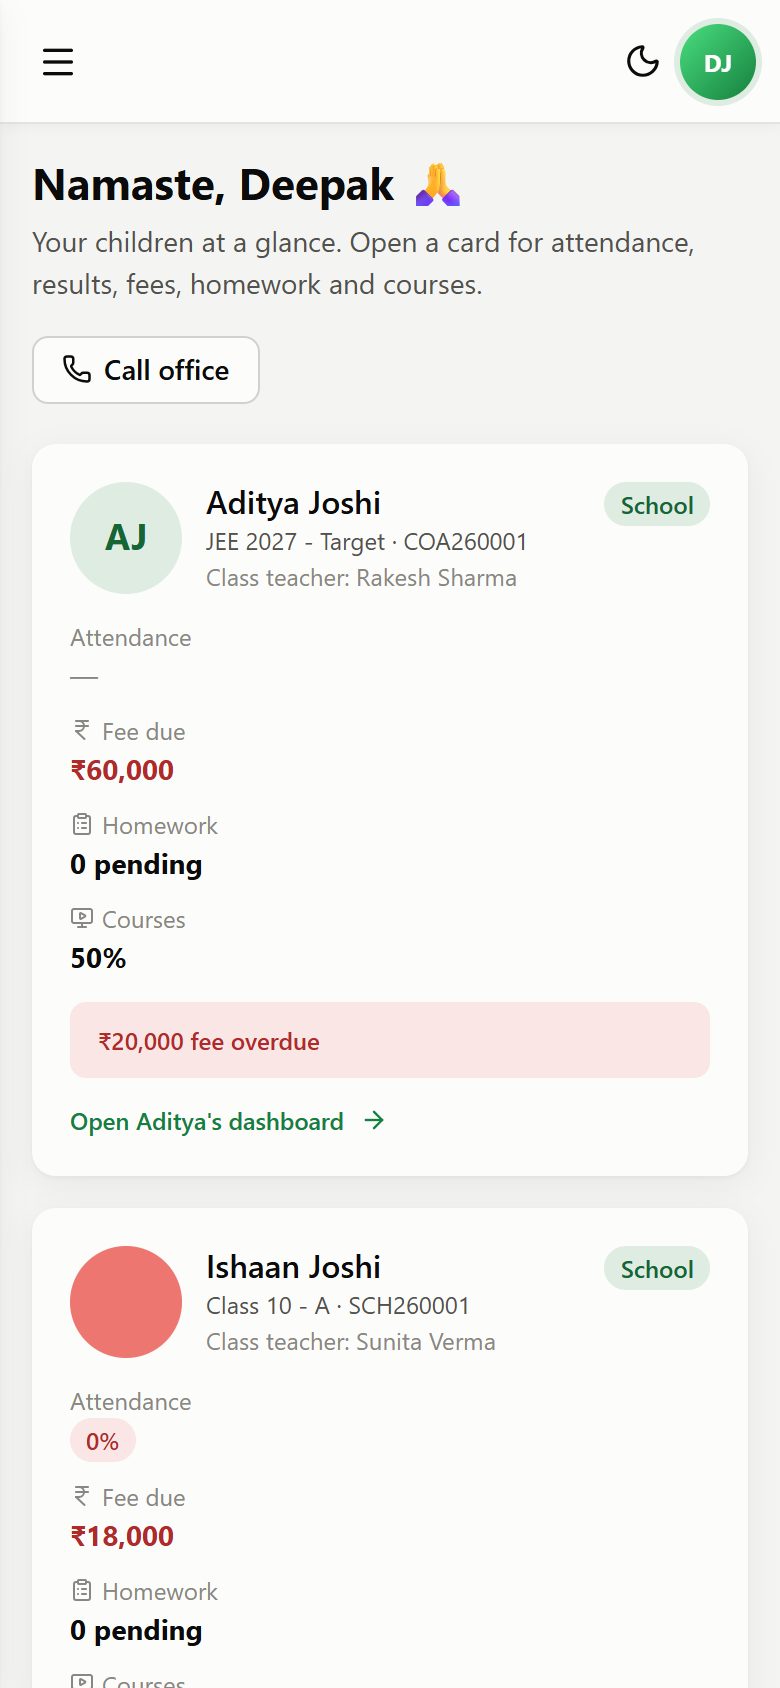 DJ
Namaste, Deepak 🙏
Your children at a glance. Open a card for attendance,
results, fees, homework and courses.
Call office
AJ
Aditya Joshi
School
JEE 2027 - Target · COA260001
Class teacher: Rakesh Sharma
Attendance
—
Fee due
₹60,000
Homework
0 pending
Courses
50%
₹20,000 fee overdue
Open Aditya's dashboard →
Ishaan Joshi
School
Class 10 - A · SCH260001
Class teacher: Sunita Verma
Attendance
0%
Fee due
₹18,000
Homework
0 pending
Courses